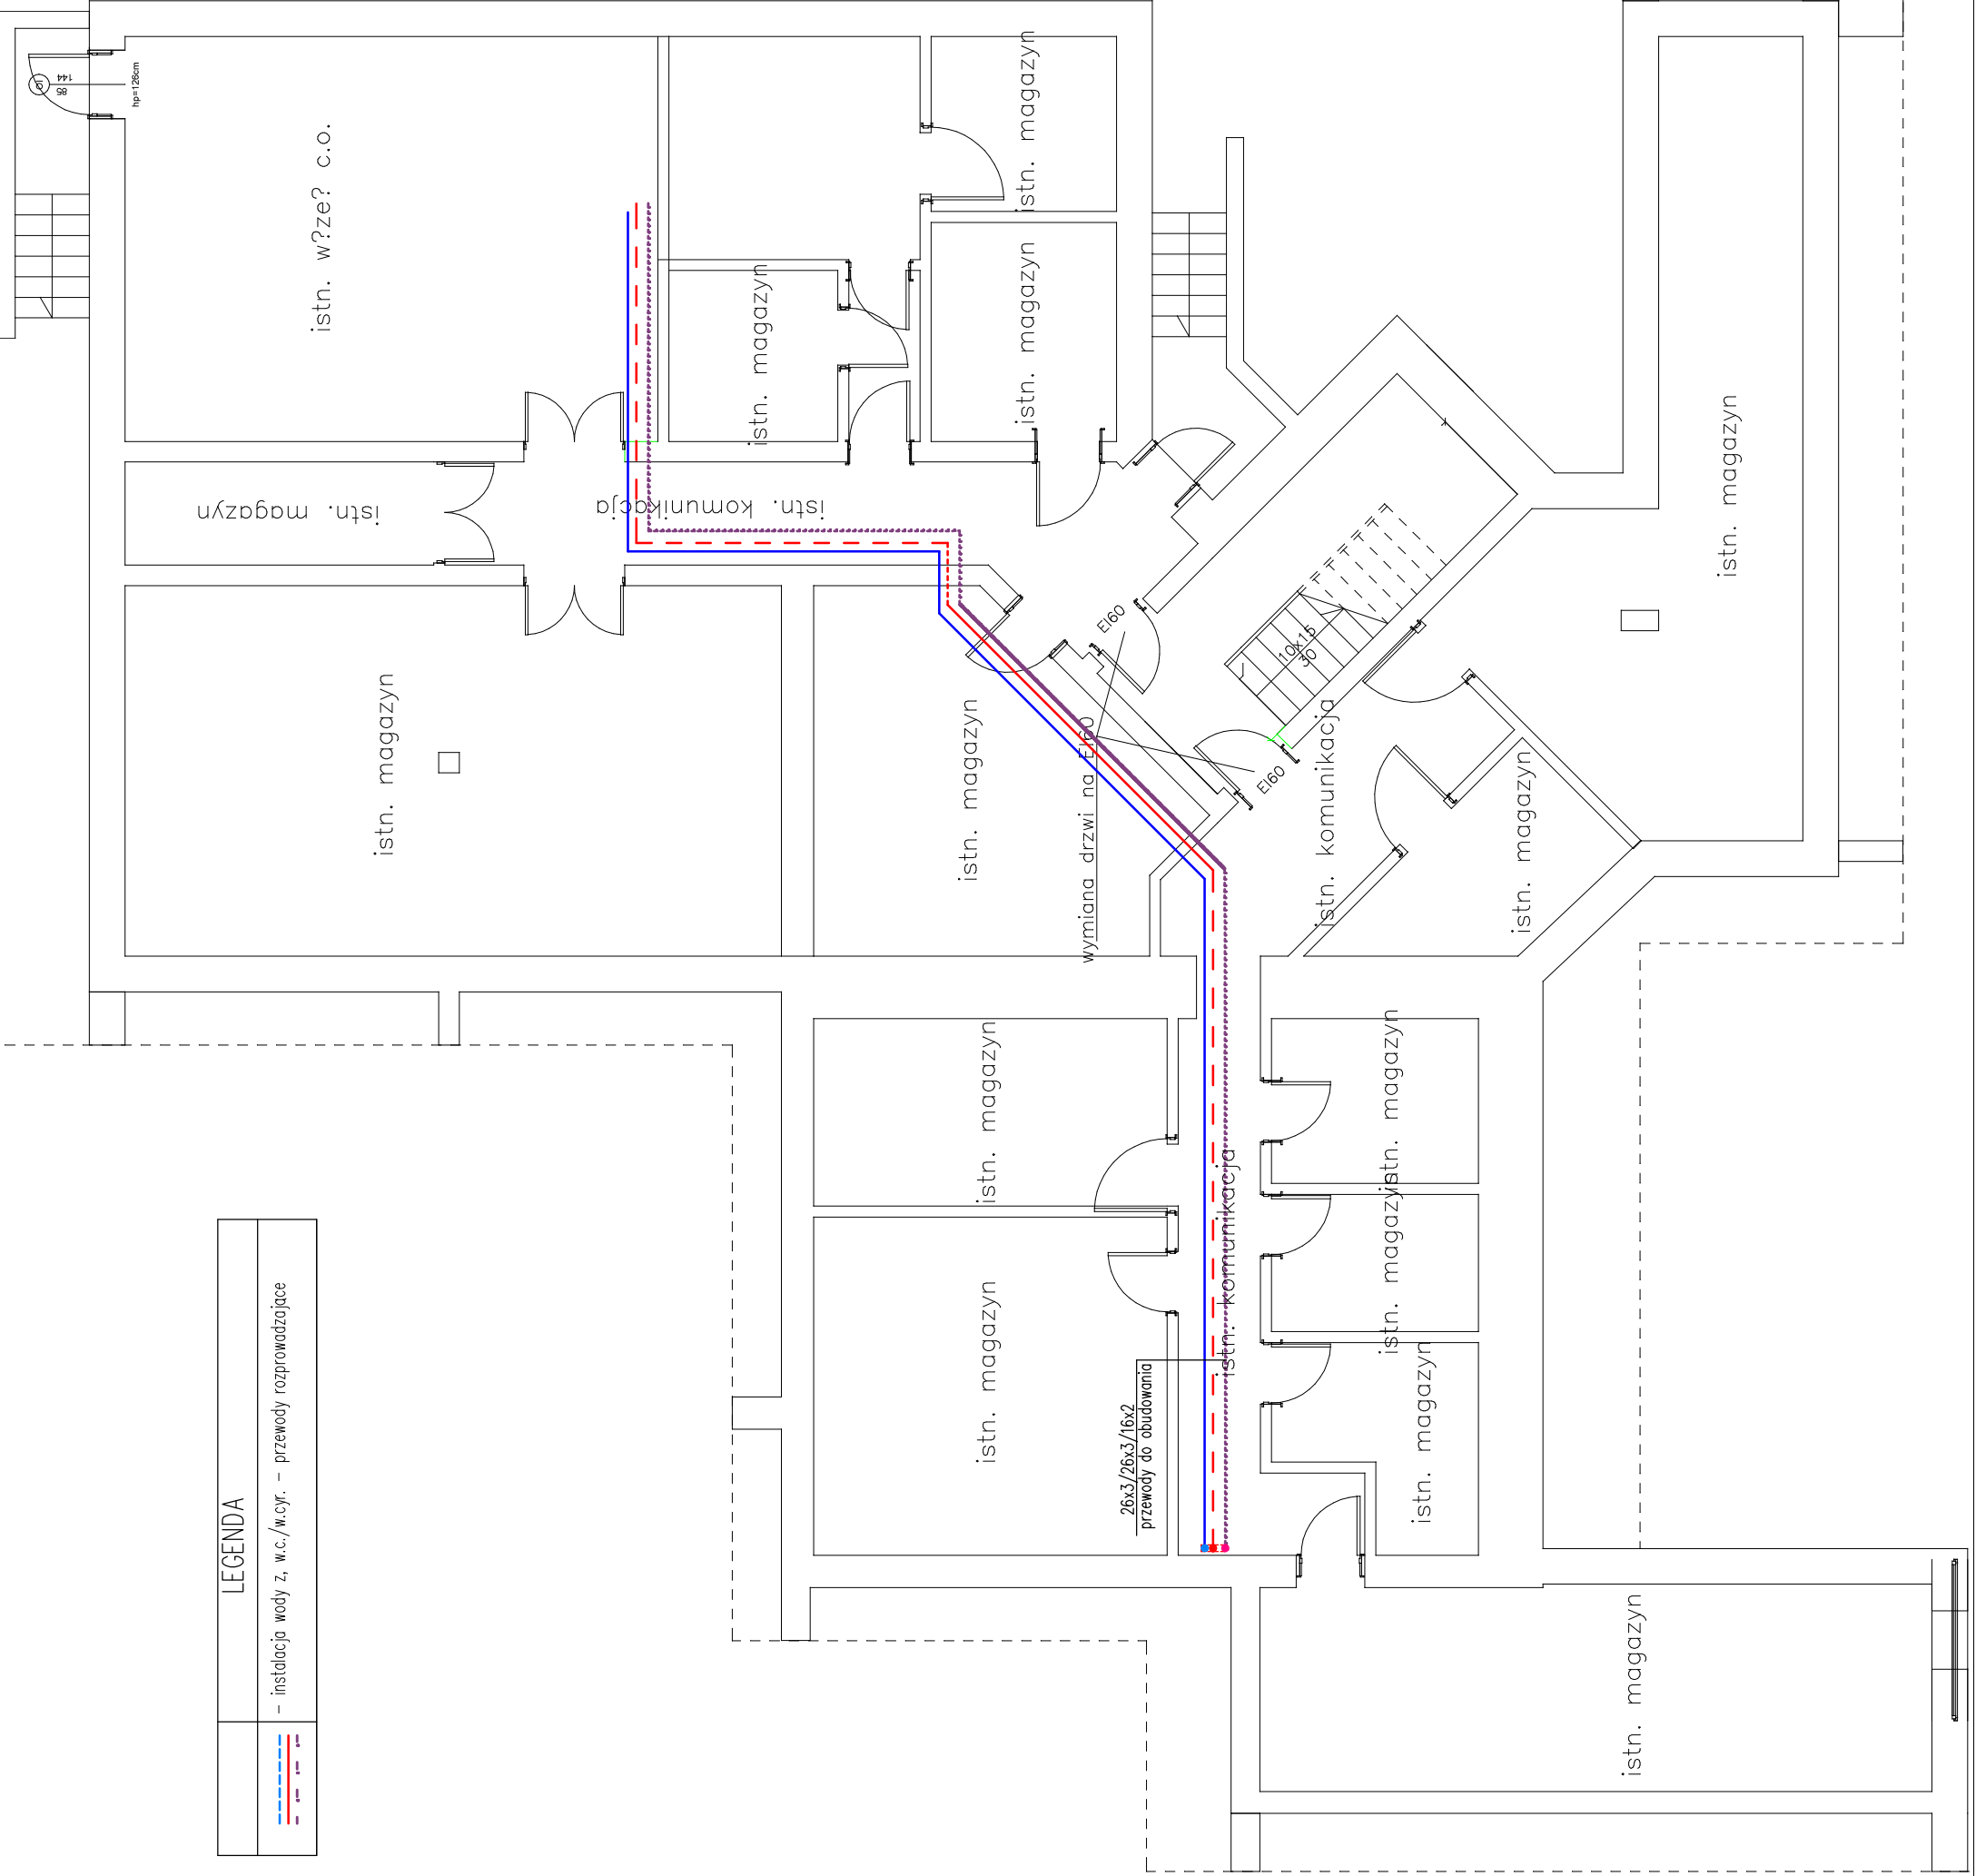 85
144
hp=126cm
istn. w?ze? c.o.
istn. magazyn
istn. magazyn
istn. magazyn
istn. magazyn
istn. komunikacja
istn. magazyn
istn. magazyn
istn. magazyn
EI60
EI60
wymiana drzwi na EI60
10x15
30
istn. komunikacja
istn. magazyn
istn. magazyn
istn. magazyn
istn. magazyn
istn. magazyn
istn. komunikacja
istn. magazyn
istn. magazyn
26x3/26x3/16x2
przewody do obudowania
istn. magazyn
LEGENDA
- instalacja wody z, w.c./w.cyr. - przewody rozprowadzające